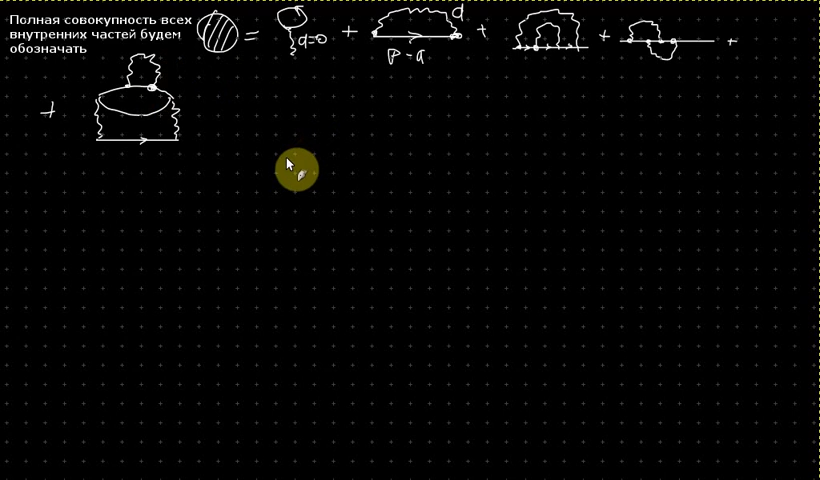 Полная совокупность всех
внутренних частей будем
обозначать
= q=0 + q + + +
p - q
+